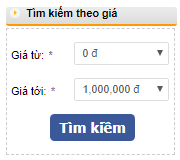 Tìm kiếm theo giá
Giá từ: * 0 đ
Giá tới: * 1,000,000 đ
Tìm kiếm